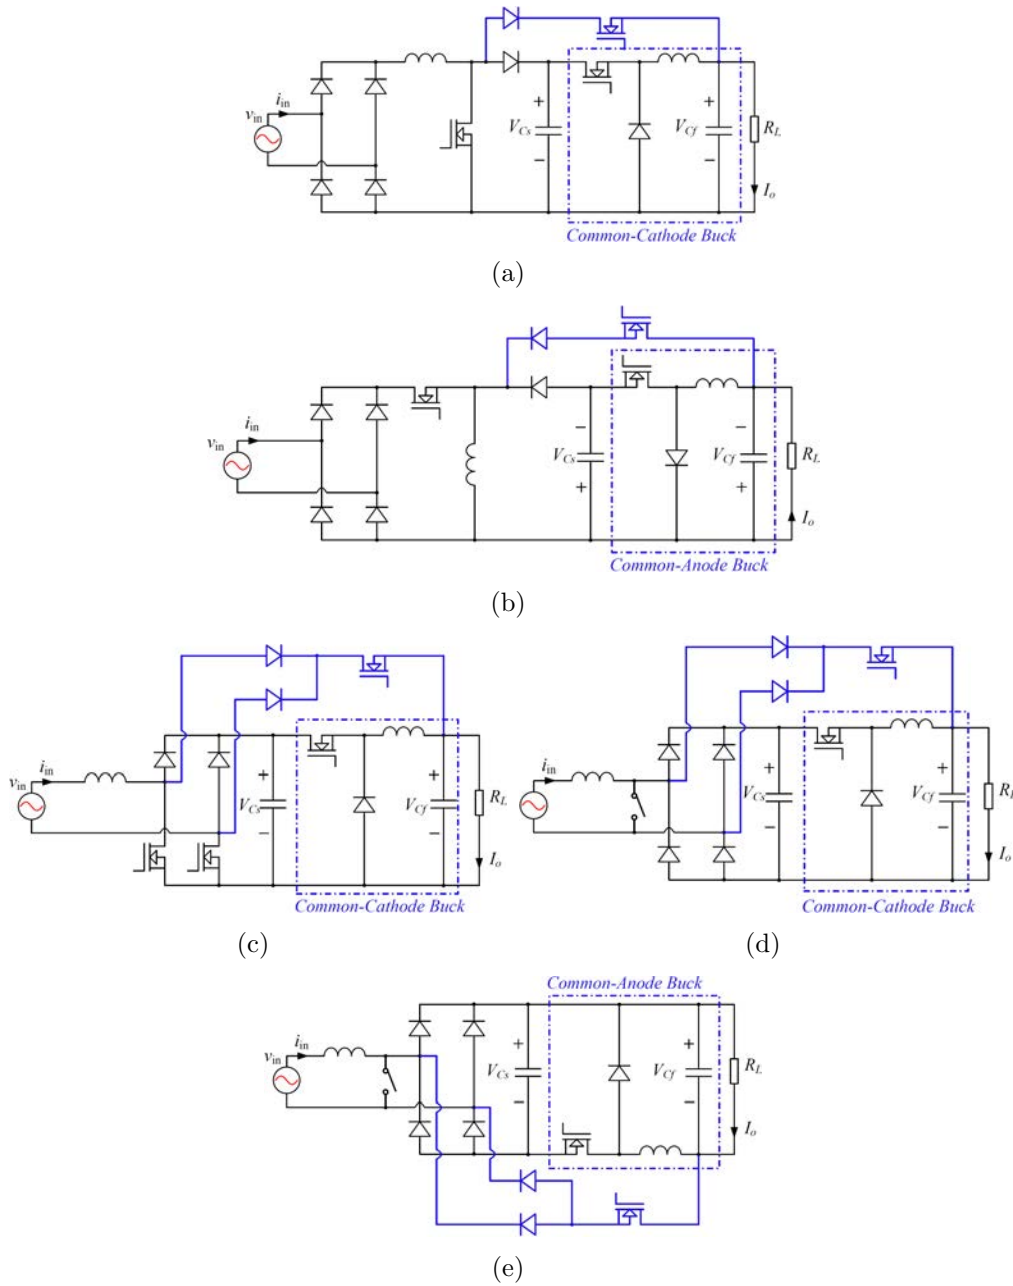 i_in
v_in
V_Cs
+
−
V_Cf
+
−
R_L
I_o
Common-Cathode Buck
(a)
i_in
v_in
V_Cs
−
+
V_Cf
−
+
R_L
I_o
Common-Anode Buck
(b)
i_in
v_in
V_Cs
+
−
V_Cf
+
−
R_L
I_o
Common-Cathode Buck
(c)
i_in
v_in
V_Cs
+
−
V_Cf
+
−
R_L
I_o
Common-Cathode Buck
(d)
Common-Anode Buck
i_in
v_in
V_Cs
+
−
V_Cf
+
−
R_L
I_o
(e)